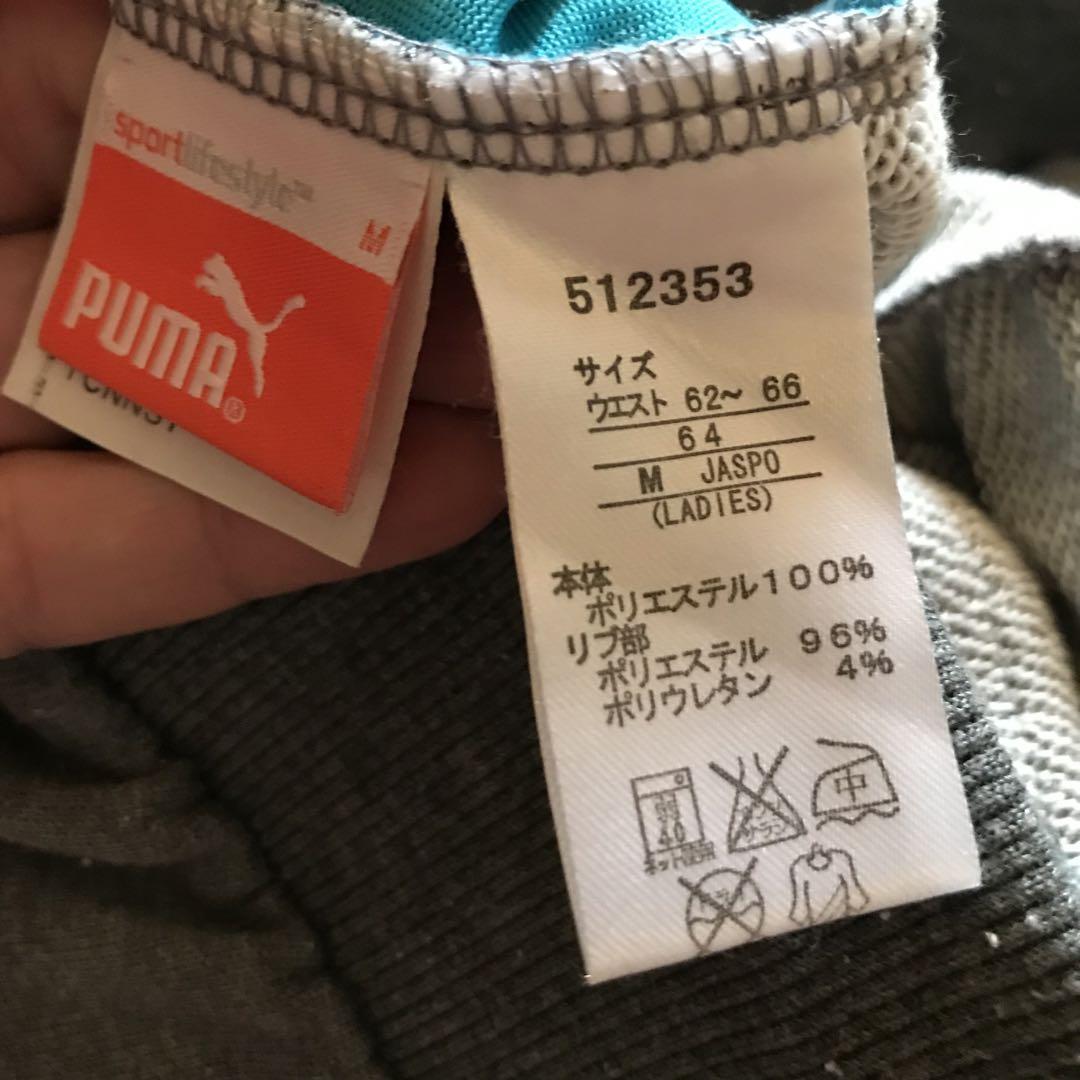 sportlifestyle
M
PUMA
512353
サイズ
ウエスト 62~ 66
64
M JASPO
(LADIES)
本体
ポリエステル100%
リブ部
ポリエステル 96%
ポリウレタン 4%
40
中